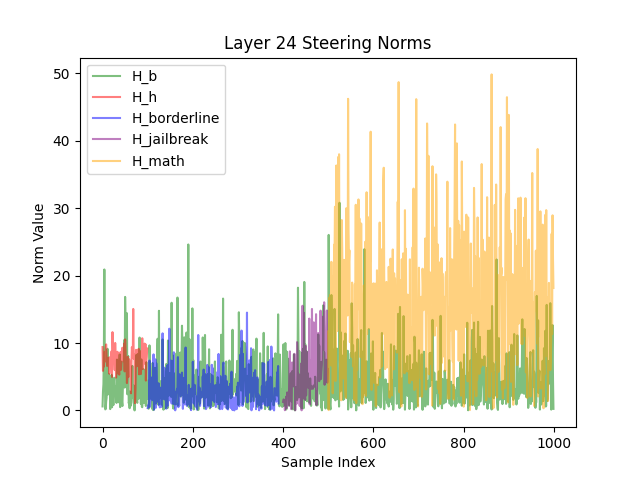 Layer 24 Steering Norms
H_b
H_h
H_borderline
H_jailbreak
H_math
Norm Value
50
40
30
20
10
0
0 200 400 600 800 1000
Sample Index